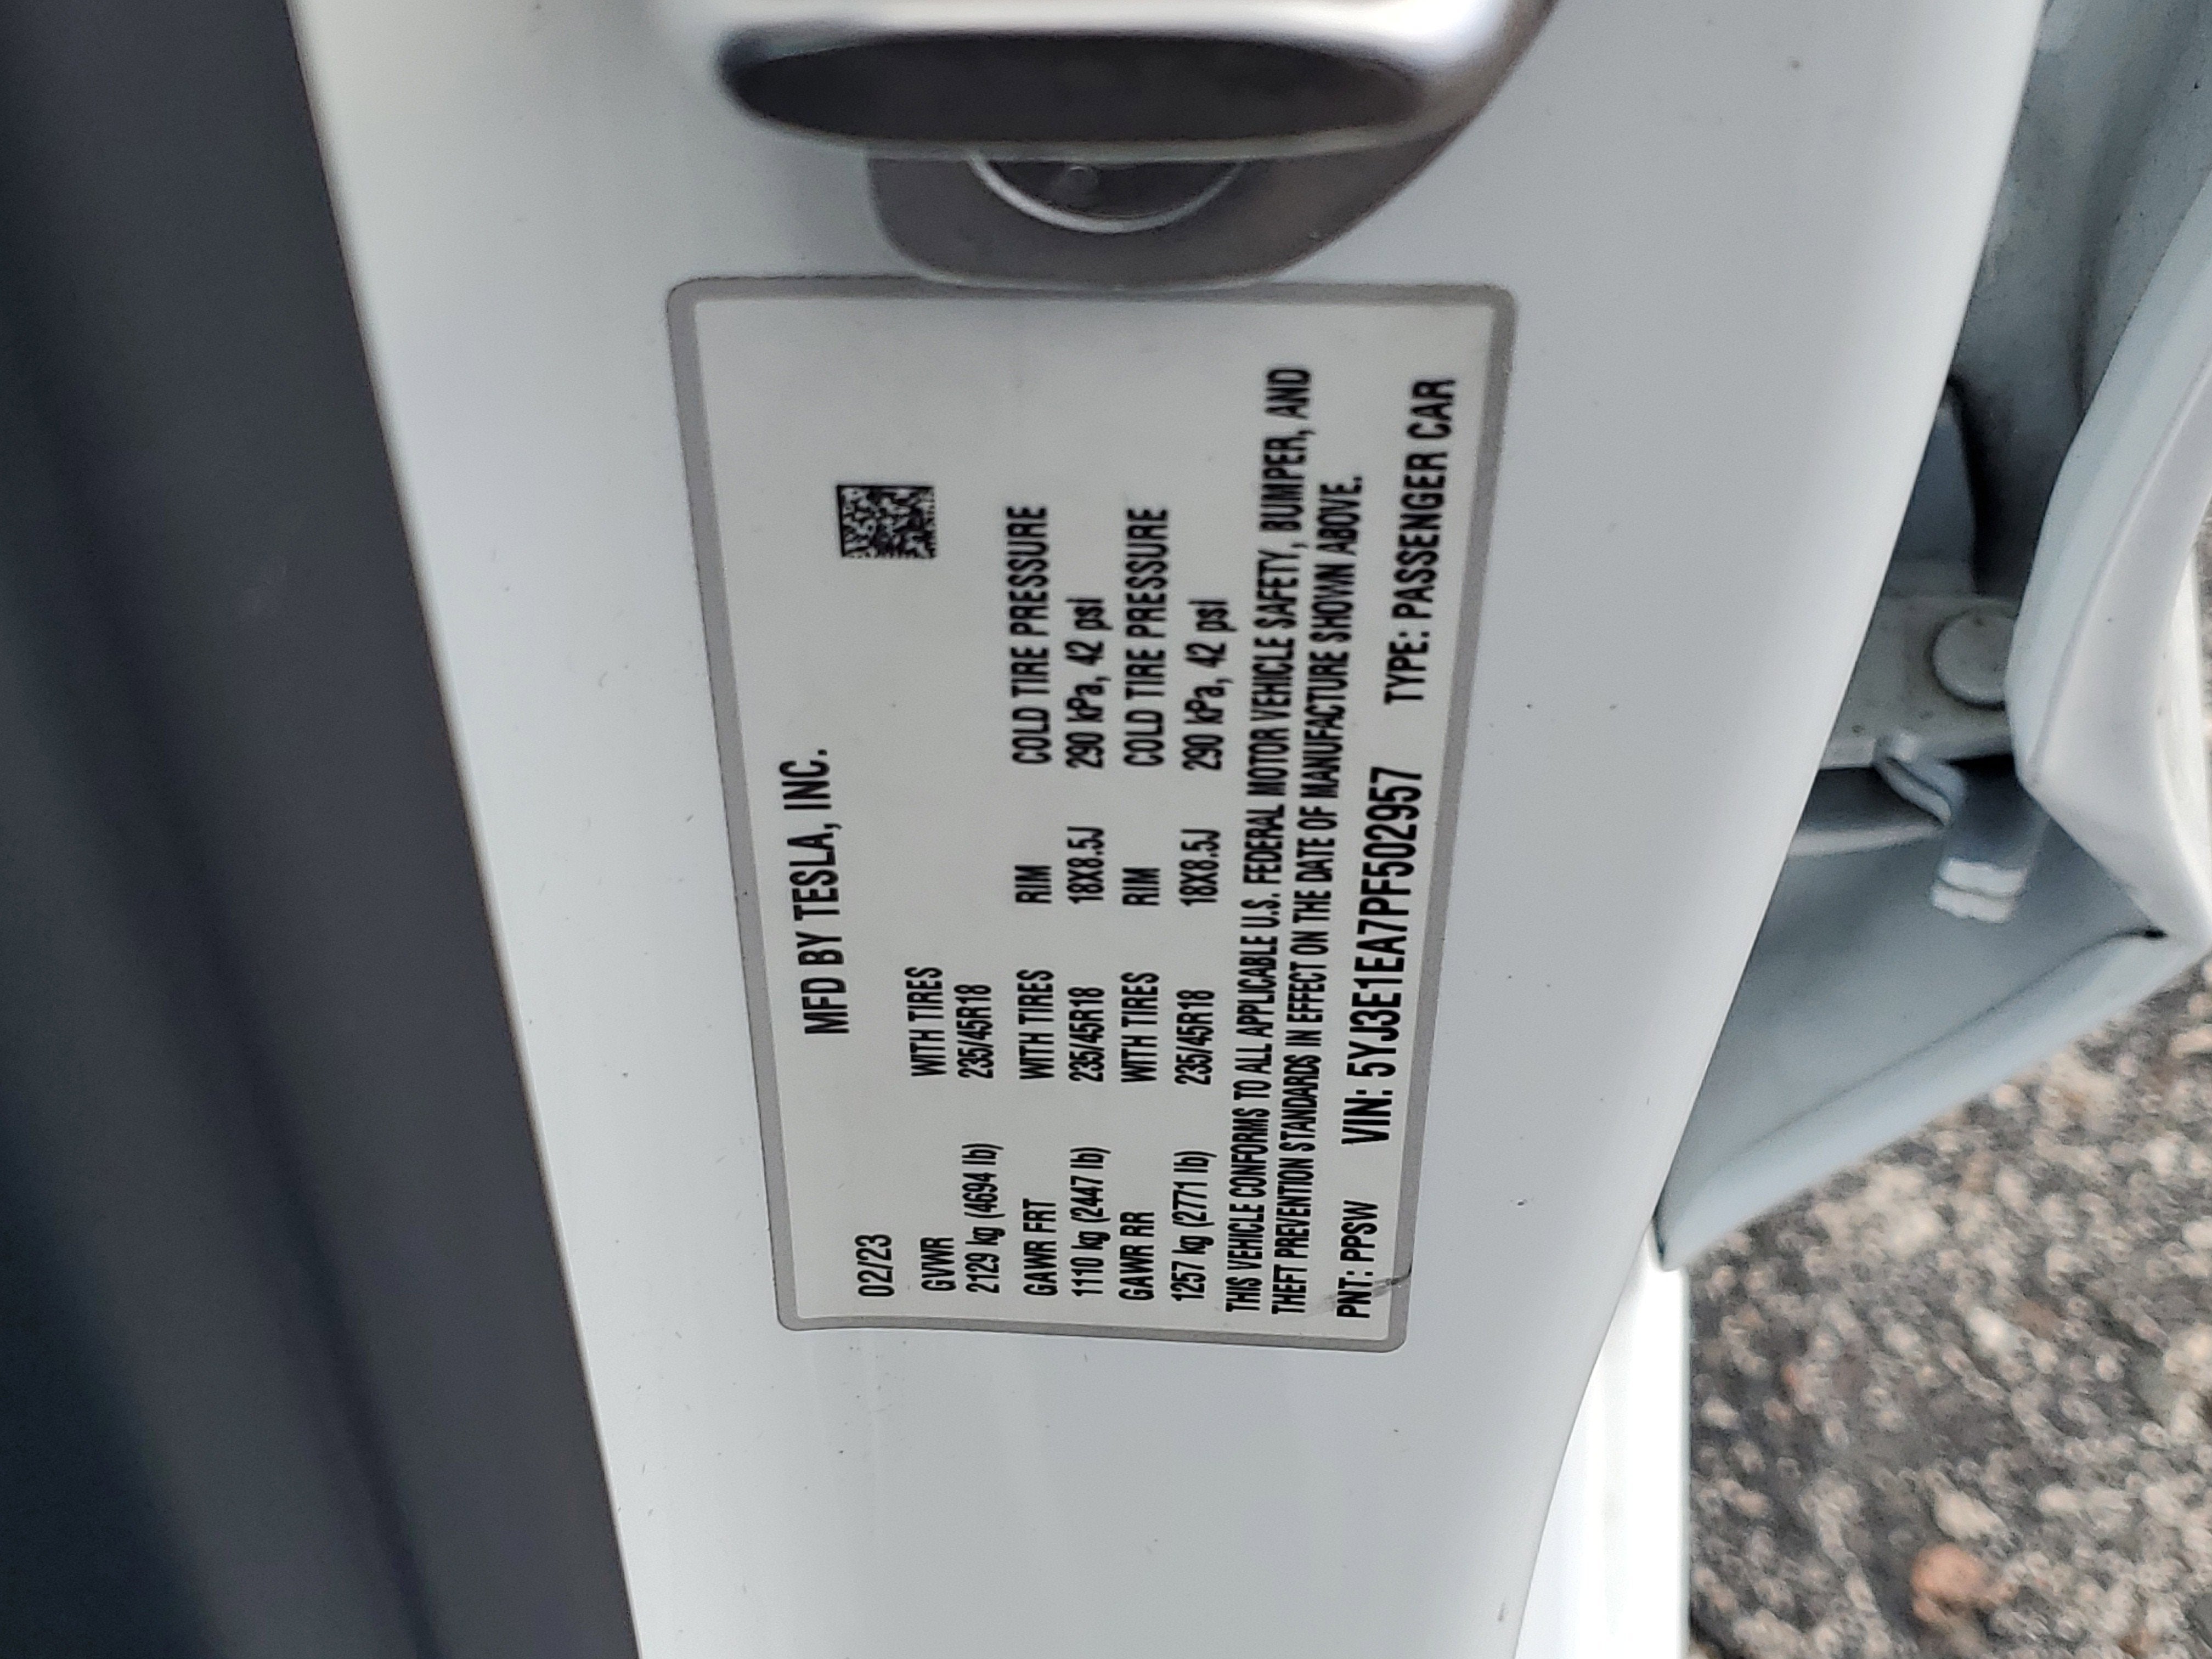 MFD BY TESLA, INC.
02/23
GVWR WITH TIRES
2129 kg (4694 lb) 235/45R18
GAWR FRT WITH TIRES RIM COLD TIRE PRESSURE
1110 kg (2447 lb) 235/45R18 18X8.5J 290 kPa, 42 psi
GAWR RR WITH TIRES RIM COLD TIRE PRESSURE
1257 kg (2771 lb) 235/45R18 18X8.5J 290 kPa, 42 psi
THIS VEHICLE CONFORMS TO ALL APPLICABLE U.S. FEDERAL MOTOR VEHICLE SAFETY, BUMPER, AND
THEFT PREVENTION STANDARDS IN EFFECT ON THE DATE OF MANUFACTURE SHOWN ABOVE.
PNT: PPSW VIN: 5YJ3E1EA7PF502957 TYPE: PASSENGER CAR